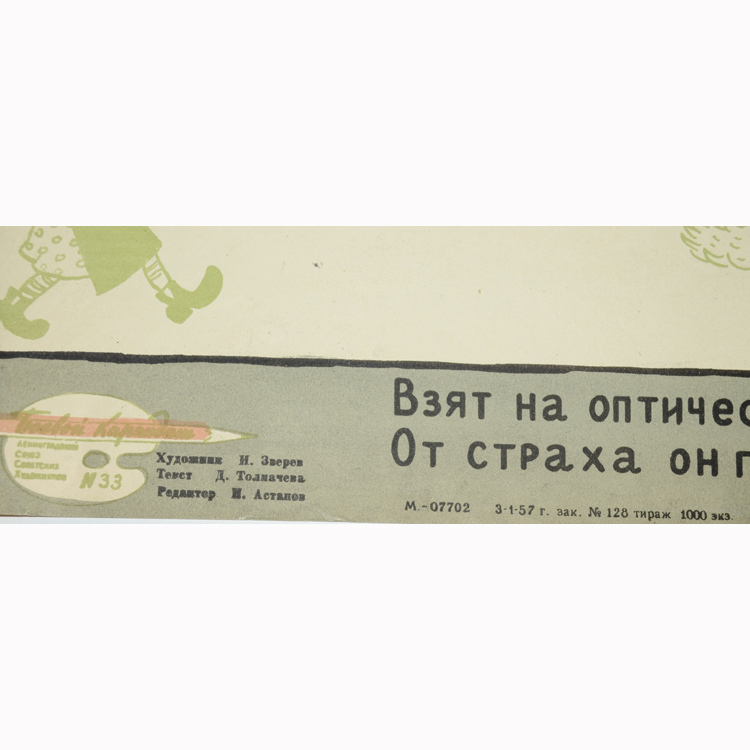 Взят на оптичес
От страха он п
Боевой Карандаш
Ленинградский
Союз
Советских
Художников
№33
Художник И. Зверев
Текст Д. Толмачева
Редактор И. Астапов
М.-07702 3-1-57 г. зак. № 128 тираж 1000 экз.